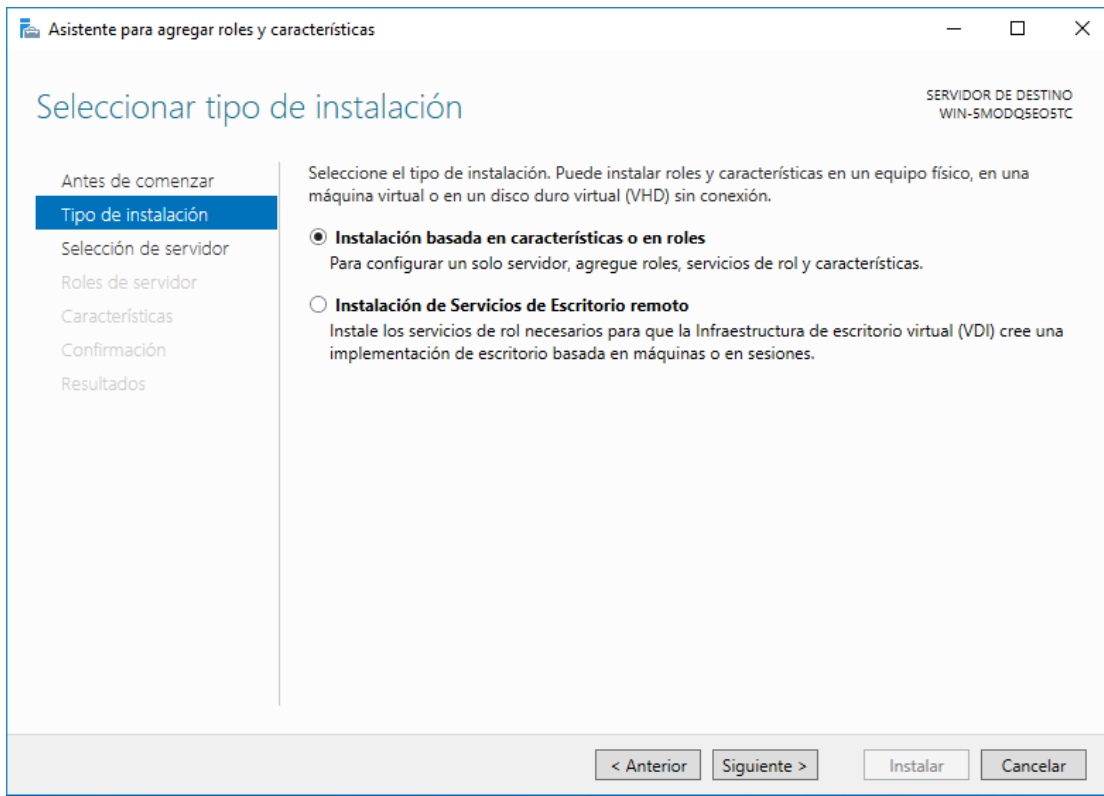 Asistente para agregar roles y características
Seleccionar tipo de instalación
SERVIDOR DE DESTINO
WIN-5MODQ5EO5TC
Antes de comenzar
Tipo de instalación
Selección de servidor
Roles de servidor
Características
Confirmación
Resultados
Seleccione el tipo de instalación. Puede instalar roles y características en un equipo físico, en una
máquina virtual o en un disco duro virtual (VHD) sin conexión.
Instalación basada en características o en roles
Para configurar un solo servidor, agregue roles, servicios de rol y características.
Instalación de Servicios de Escritorio remoto
Instale los servicios de rol necesarios para que la Infraestructura de escritorio virtual (VDI) cree una
implementación de escritorio basada en máquinas o en sesiones.
< Anterior
Siguiente >
Instalar
Cancelar